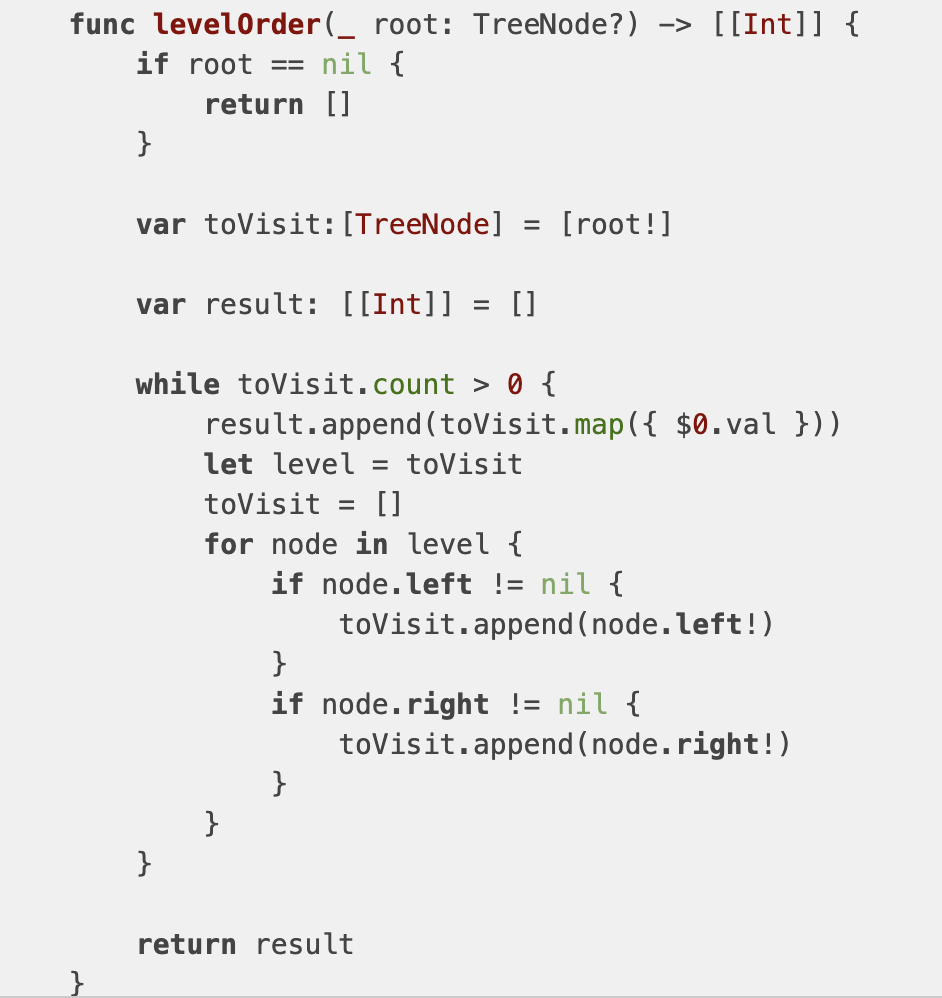 func levelOrder(_ root: TreeNode?) -> [[Int]] {
    if root == nil {
        return []
    }

    var toVisit:[TreeNode] = [root!]

    var result: [[Int]] = []

    while toVisit.count > 0 {
        result.append(toVisit.map({ $0.val }))
        let level = toVisit
        toVisit = []
        for node in level {
            if node.left != nil {
                toVisit.append(node.left!)
            }
            if node.right != nil {
                toVisit.append(node.right!)
            }
        }
    }

    return result
}